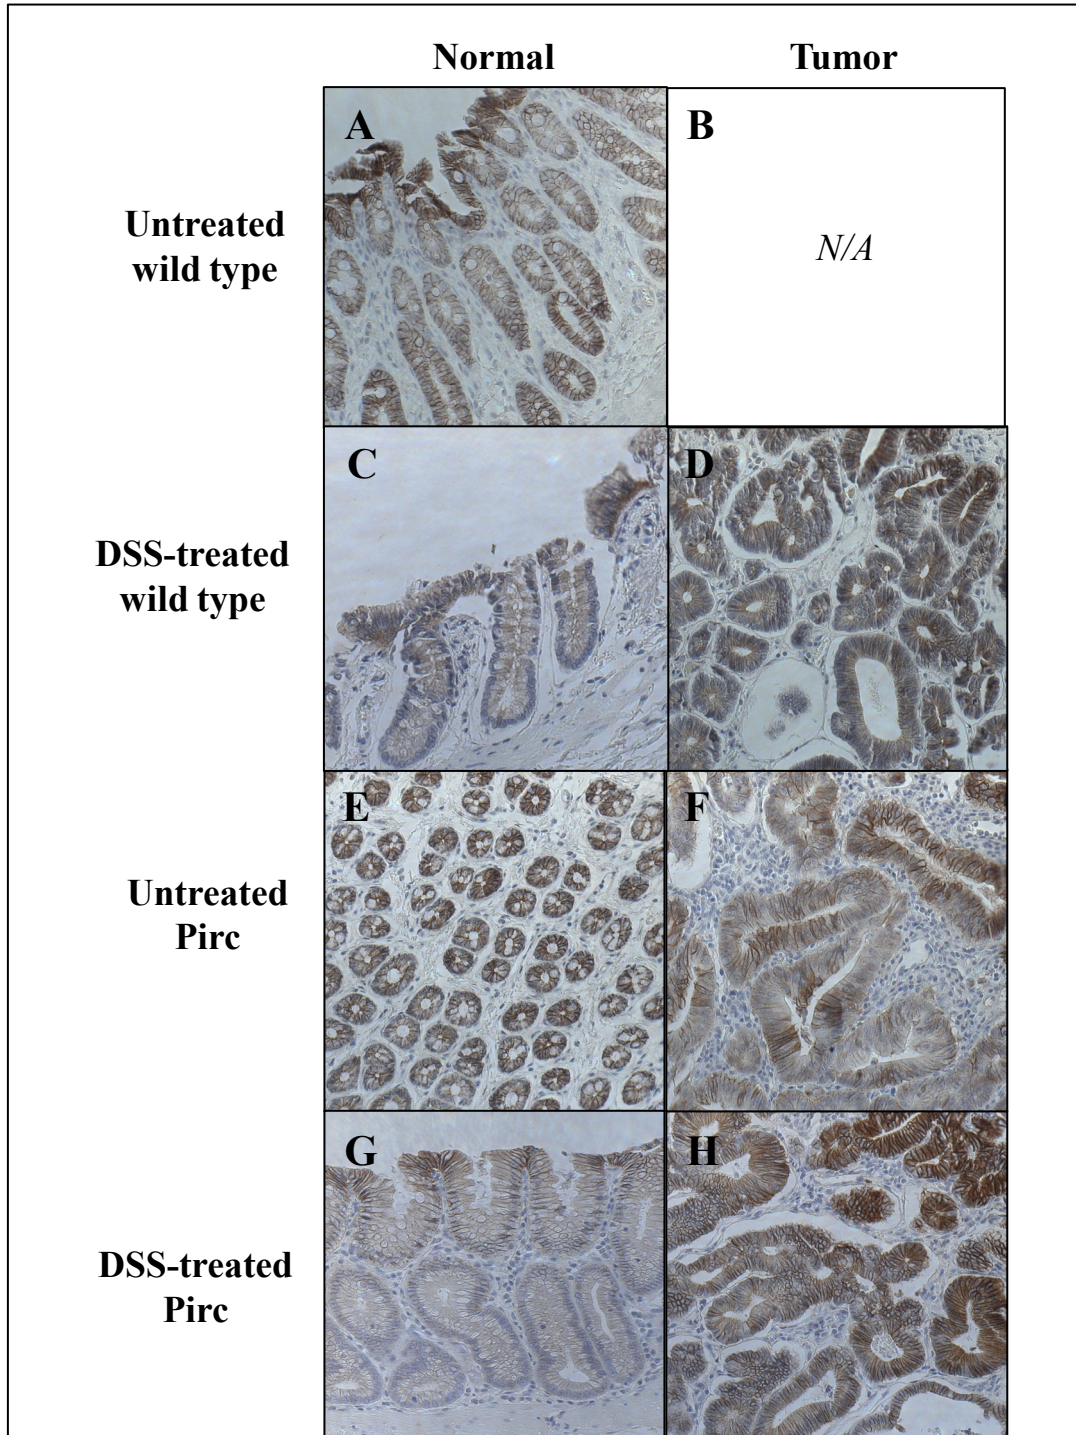 Normal Tumor
A B
Untreated
wild type
N/A
C D
DSS-treated
wild type
E F
Untreated
Pirc
G H
DSS-treated
Pirc